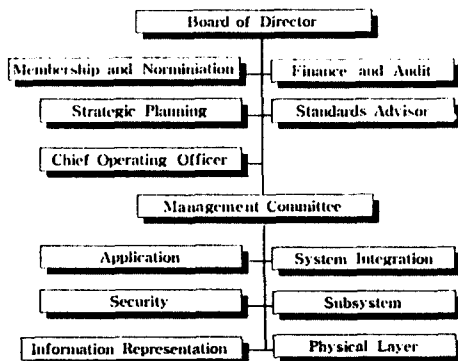 Board of Director
Membership and Norminiation
Finance and Audit
Strategic Planning
Standards Advisor
Chief Operating Officer
Management Committee
Application
System Integration
Security
Subsystem
Information Representation
Physical Layer